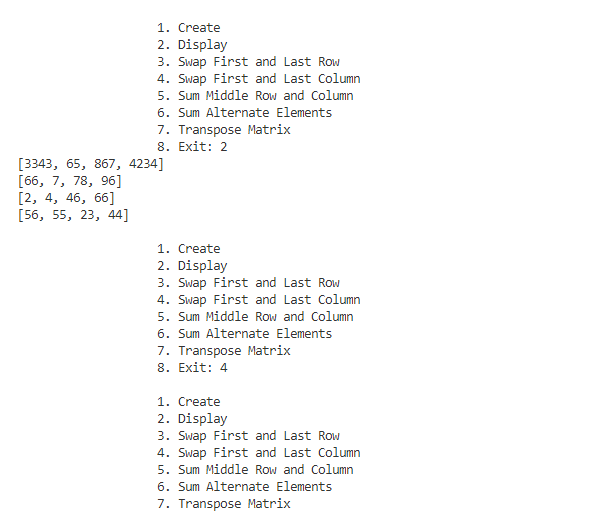 1. Create
2. Display
3. Swap First and Last Row
4. Swap First and Last Column
5. Sum Middle Row and Column
6. Sum Alternate Elements
7. Transpose Matrix
8. Exit: 2
[3343, 65, 867, 4234]
[66, 7, 78, 96]
[2, 4, 46, 66]
[56, 55, 23, 44]
1. Create
2. Display
3. Swap First and Last Row
4. Swap First and Last Column
5. Sum Middle Row and Column
6. Sum Alternate Elements
7. Transpose Matrix
8. Exit: 4
1. Create
2. Display
3. Swap First and Last Row
4. Swap First and Last Column
5. Sum Middle Row and Column
6. Sum Alternate Elements
7. Transpose Matrix